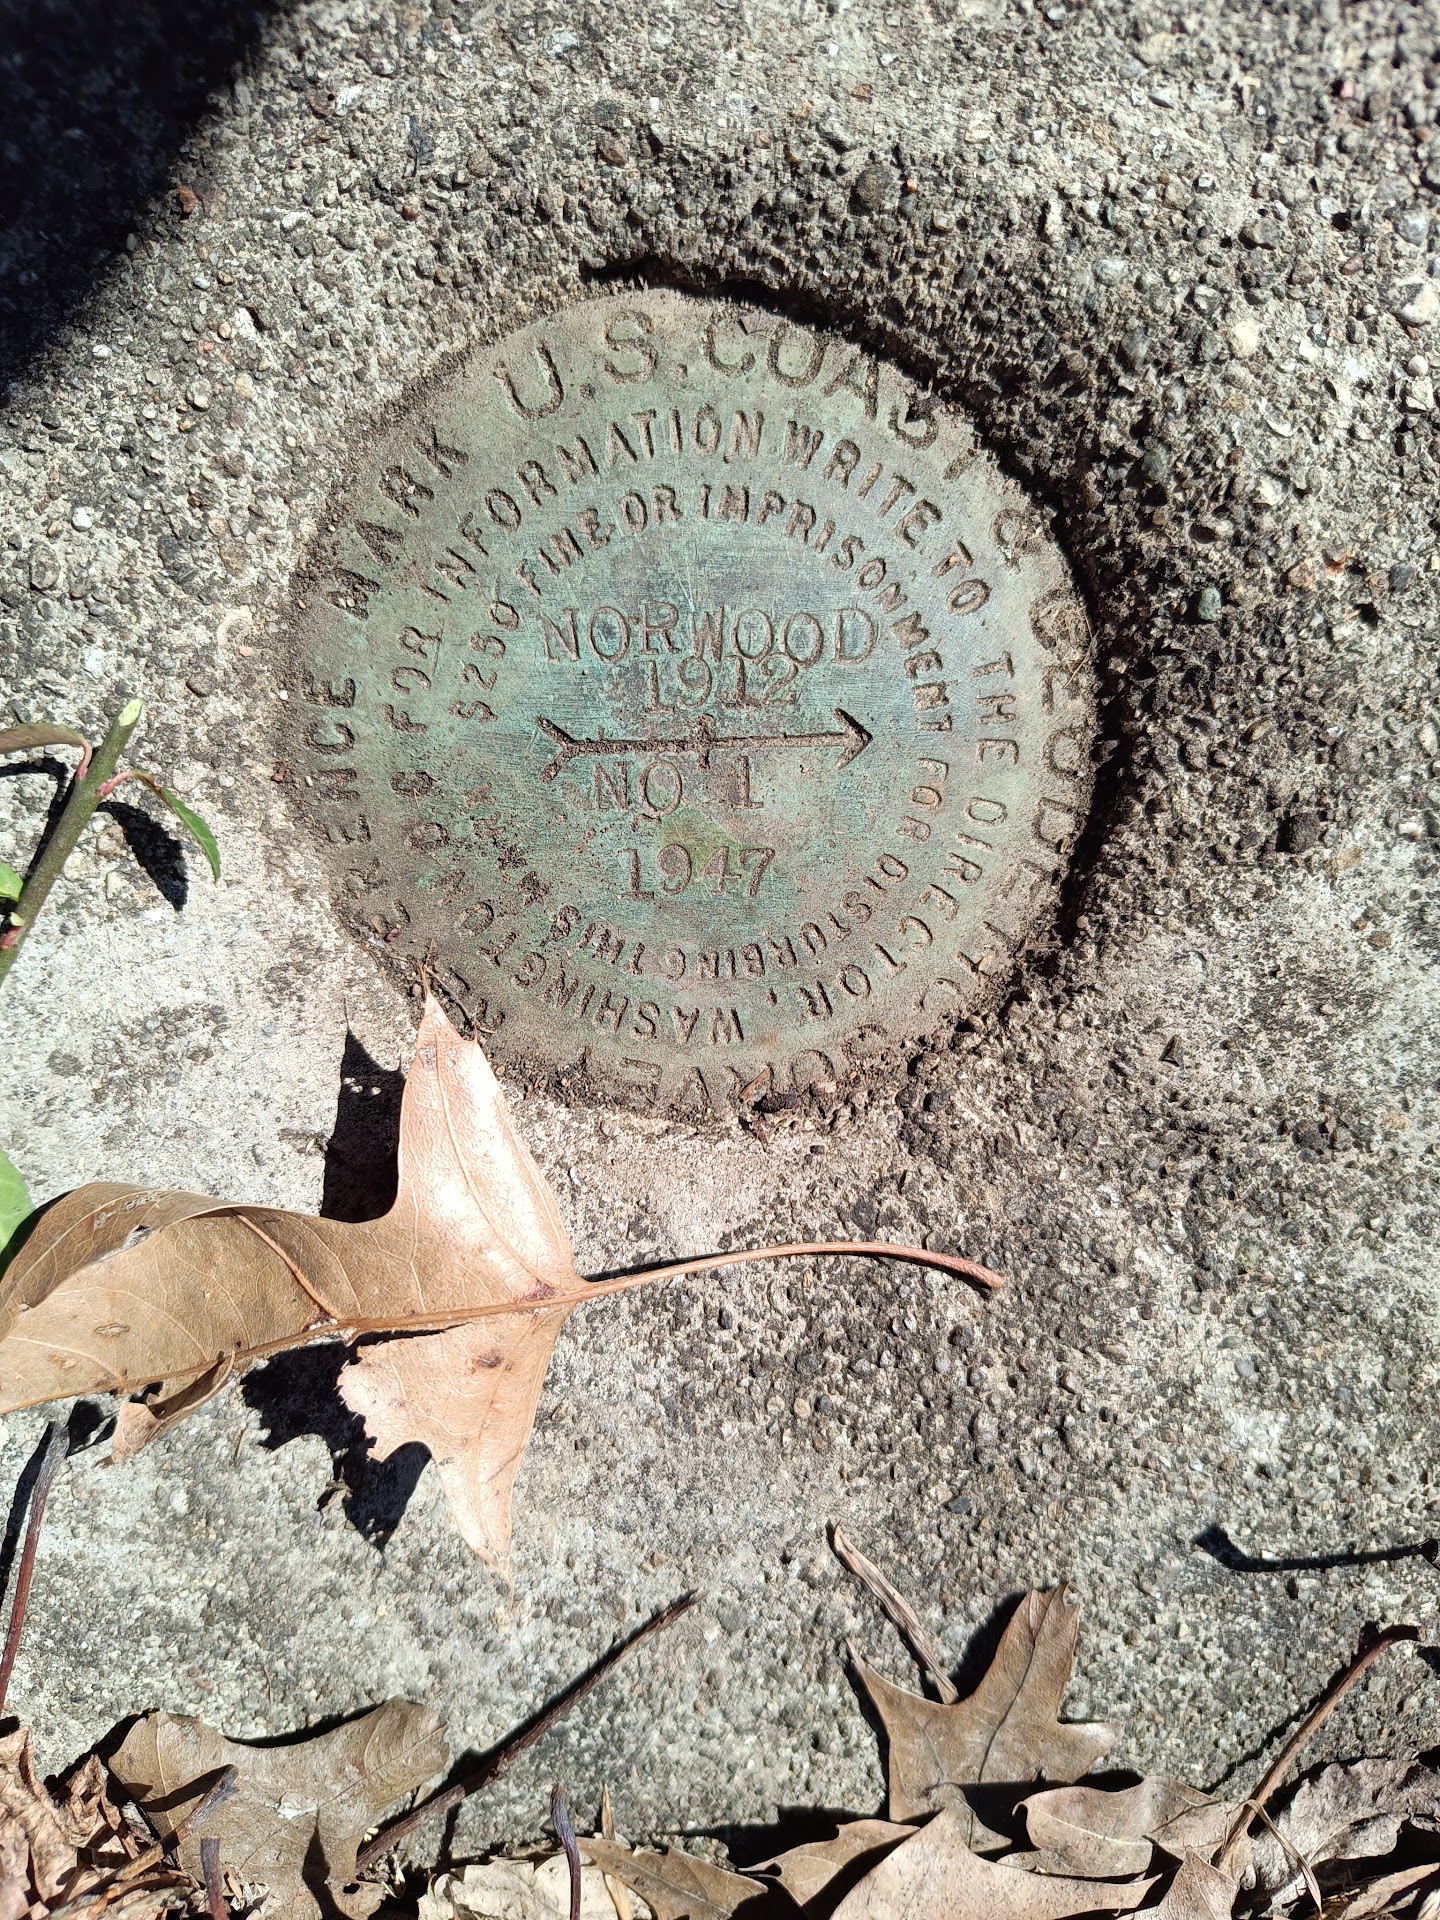 U.S. COAST & GEODETIC SURVEY
REFERENCE MARK
FOR INFORMATION WRITE TO THE DIRECTOR, WASHINGTON, D.C.
$250 FINE OR IMPRISONMENT FOR DISTURBING THIS MARK
NORWOOD
1912
NO 1
1947